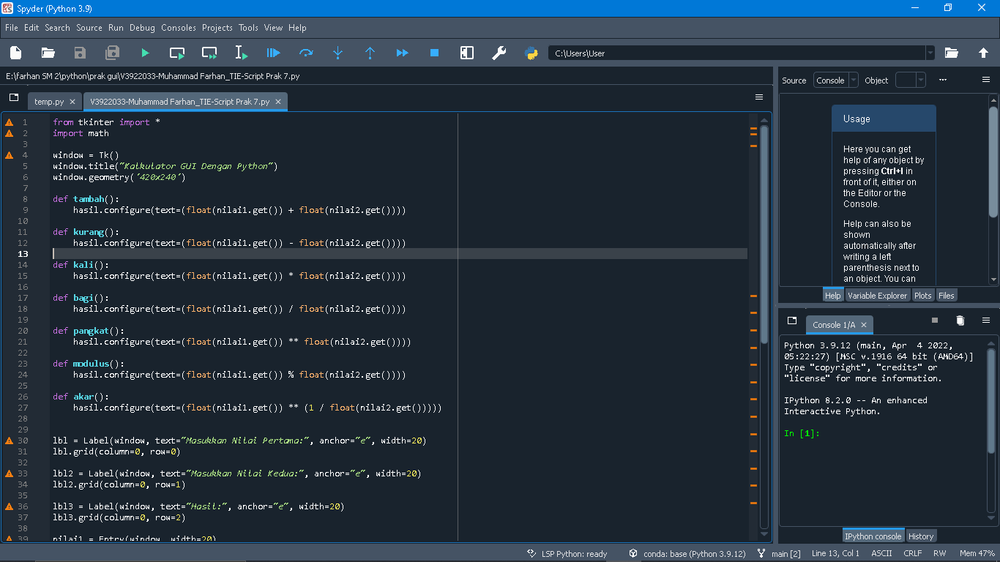 Spyder (Python 3.9)
File Edit Search Source Run Debug Consoles Projects Tools View Help
C:\Users\User
E:\farhan SM 2\python\prak gui\V3922033-Muhammad Farhan_TIE-Script Prak 7.py
temp.py
V3922033-Muhammad Farhan_TIE-Script Prak 7.py
1 from tkinter import *
2 import math
3
4 window = Tk()
5 window.title("Kalkulator GUI Dengan Python")
6 window.geometry('420x240')
7
8 def tambah():
9 hasil.configure(text=(float(nilai1.get()) + float(nilai2.get())))
10
11 def kurang():
12 hasil.configure(text=(float(nilai1.get()) - float(nilai2.get())))
13
14 def kali():
15 hasil.configure(text=(float(nilai1.get()) * float(nilai2.get())))
16
17 def bagi():
18 hasil.configure(text=(float(nilai1.get()) / float(nilai2.get())))
19
20 def pangkat():
21 hasil.configure(text=(float(nilai1.get()) ** float(nilai2.get())))
22
23 def modulus():
24 hasil.configure(text=(float(nilai1.get()) % float(nilai2.get())))
25
26 def akar():
27 hasil.configure(text=(float(nilai1.get()) ** (1 / float(nilai2.get()))))
28
29
30 lbl = Label(window, text="Masukkan Nilai Pertama:", anchor="e", width=20)
31 lbl.grid(column=0, row=0)
32
33 lbl2 = Label(window, text="Masukkan Nilai Kedua:", anchor="e", width=20)
34 lbl2.grid(column=0, row=1)
35
36 lbl3 = Label(window, text="Hasil:", anchor="e", width=20)
37 lbl3.grid(column=0, row=2)
38
39 nilai1 = Entry(window, width=20)
Source Console Object
Usage
Here you can get
help of any object by
pressing Ctrl+I in
front of it, either on
the Editor or the
Console.
Help can also be
shown
automatically after
writing a left
parenthesis next to
an object. You can
Help Variable Explorer Plots Files
Console 1/A
Python 3.9.12 (main, Apr 4 2022,
05:22:27) [MSC v.1916 64 bit (AMD64)]
Type "copyright", "credits" or
"license" for more information.
IPython 8.2.0 -- An enhanced
Interactive Python.
In [1]:
IPython console History
LSP Python: ready conda: base (Python 3.9.12) main [2] Line 13, Col 1 ASCII CRLF RW Mem 47%